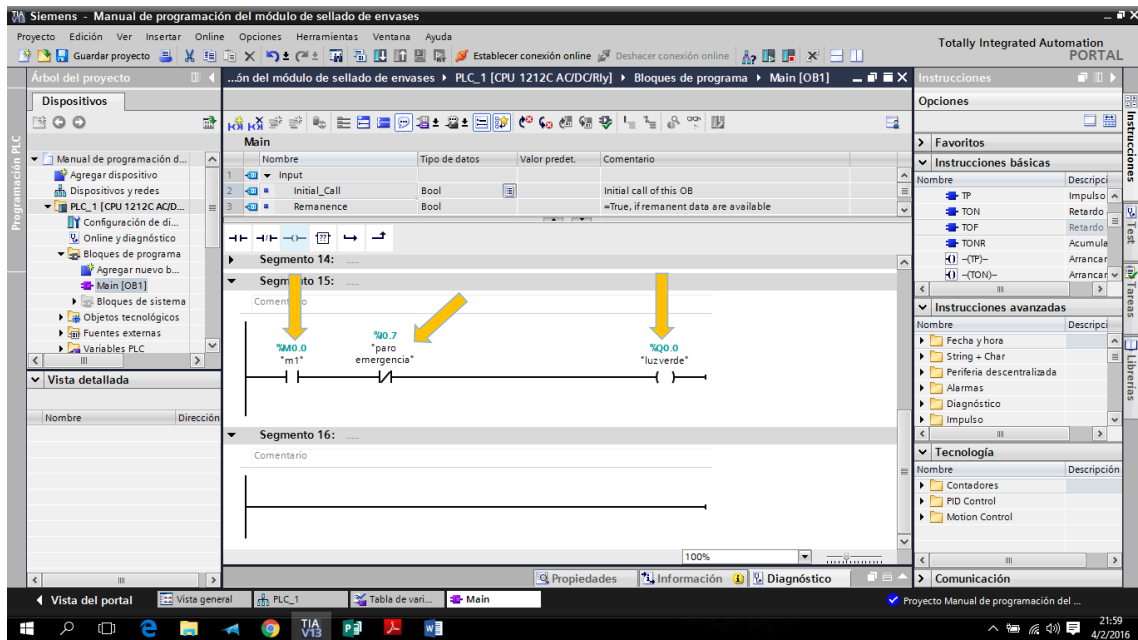 Siemens - Manual de programación del módulo de sellado de envases
Proyecto Edición Ver Insertar Online Opciones Herramientas Ventana Ayuda
Guardar proyecto Establecer conexión online Deshacer conexión online
Totally Integrated Automation
PORTAL
Árbol del proyecto
...ón del módulo de sellado de envases PLC_1 [CPU 1212C AC/DC/Rly] Bloques de programa Main [OB1]
Instrucciones
Dispositivos
Opciones
Programación PLC
Instrucciones
Test
Tareas
Librerías
Main
Nombre Tipo de datos Valor predet. Comentario
1 Input
2 Initial_Call Bool Initial call of this OB
3 Remanence Bool =True, if remanent data are available
Manual de programación d...
Agregar dispositivo
Dispositivos y redes
PLC_1 [CPU 1212C AC/D...
Configuración de di...
Online y diagnóstico
Bloques de programa
Agregar nuevo b...
Main [OB1]
Bloques de sistema
Objetos tecnológicos
Fuentes externas
Variables PLC
Vista detallada
Nombre Dirección
Segmento 14: .....
Segmento 15: .....
Comentario
%M0.0
"m1"
%I0.7
"paro
emergencia"
%Q0.0
"luz verde"
Segmento 16: .....
Comentario
100%
Favoritos
Instrucciones básicas
Nombre Descripci
TP Impulso
TON Retardo
TOF Retardo
TONR Acumula
-(TP)- Arrancar
-(TON)- Arrancar
Instrucciones avanzadas
Nombre Descripci
Fecha y hora
String + Char
Periferia descentralizada
Alarmas
Diagnóstico
Impulso
Tecnología
Nombre Descripción
Contadores
PID Control
Motion Control
Comunicación
Propiedades Información Diagnóstico
Vista del portal Vista general PLC_1 Tabla de vari... Main
Proyecto Manual de programación del ...
TIA
V13
21:59
4/2/2016